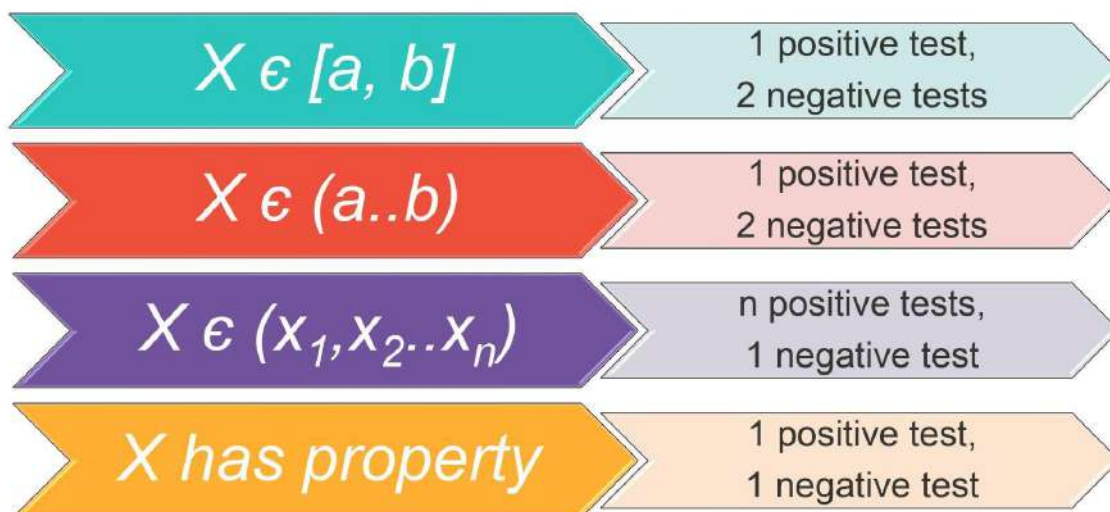 X є [a, b]
1 positive test,
2 negative tests
X є (a..b)
1 positive test,
2 negative tests
X є (x₁,x₂..xₙ)
n positive tests,
1 negative test
X has property
1 positive test,
1 negative test